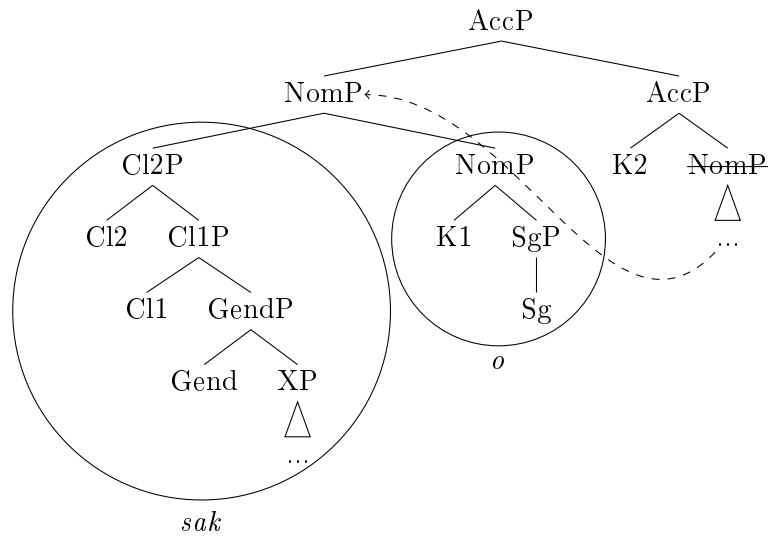 AccP
NomP AccP
Cl2P NomP K2 NomP
Cl2 Cl1P K1 SgP ...
Cl1 GendP Sg
Gend XP o
...
sak